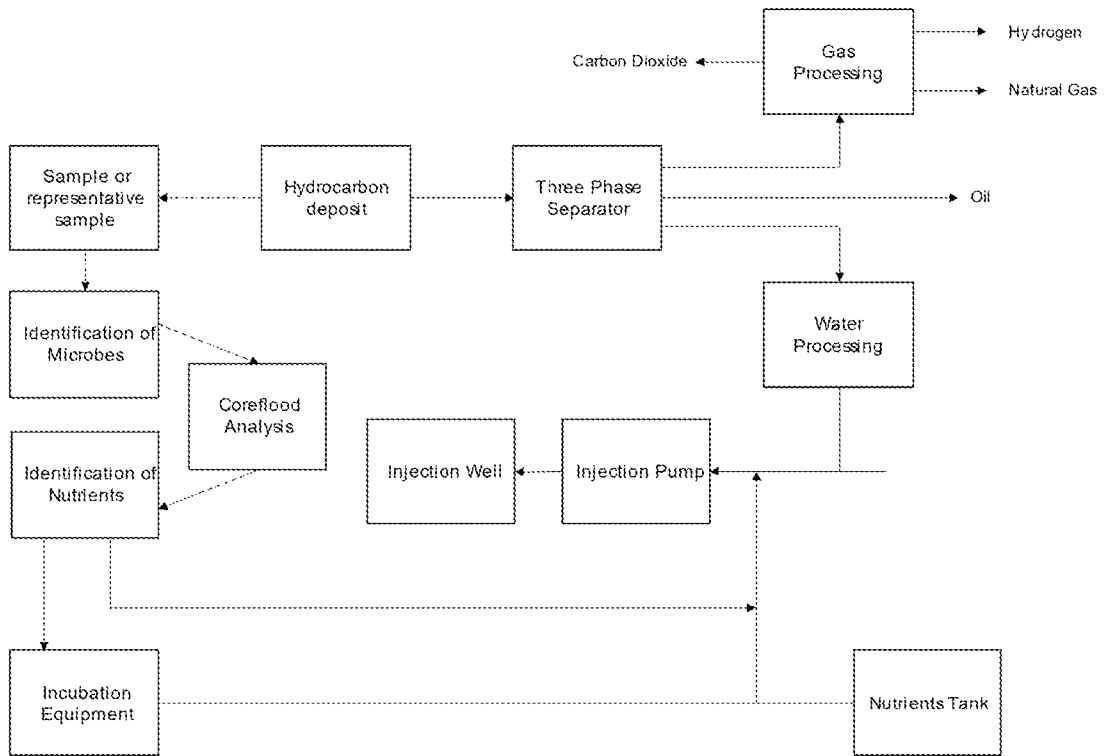 Hydrogen
Gas
Processing
Carbon Dioxide
Natural Gas
Sample or
representative
sample
Hydrocarbon
deposit
Three Phase
Separator
Oil
Identification of
Microbes
Water
Processing
Coreflood
Analysis
Identification of
Nutrients
Injection Well
Injection Pump
Incubation
Equipment
Nutrients Tank